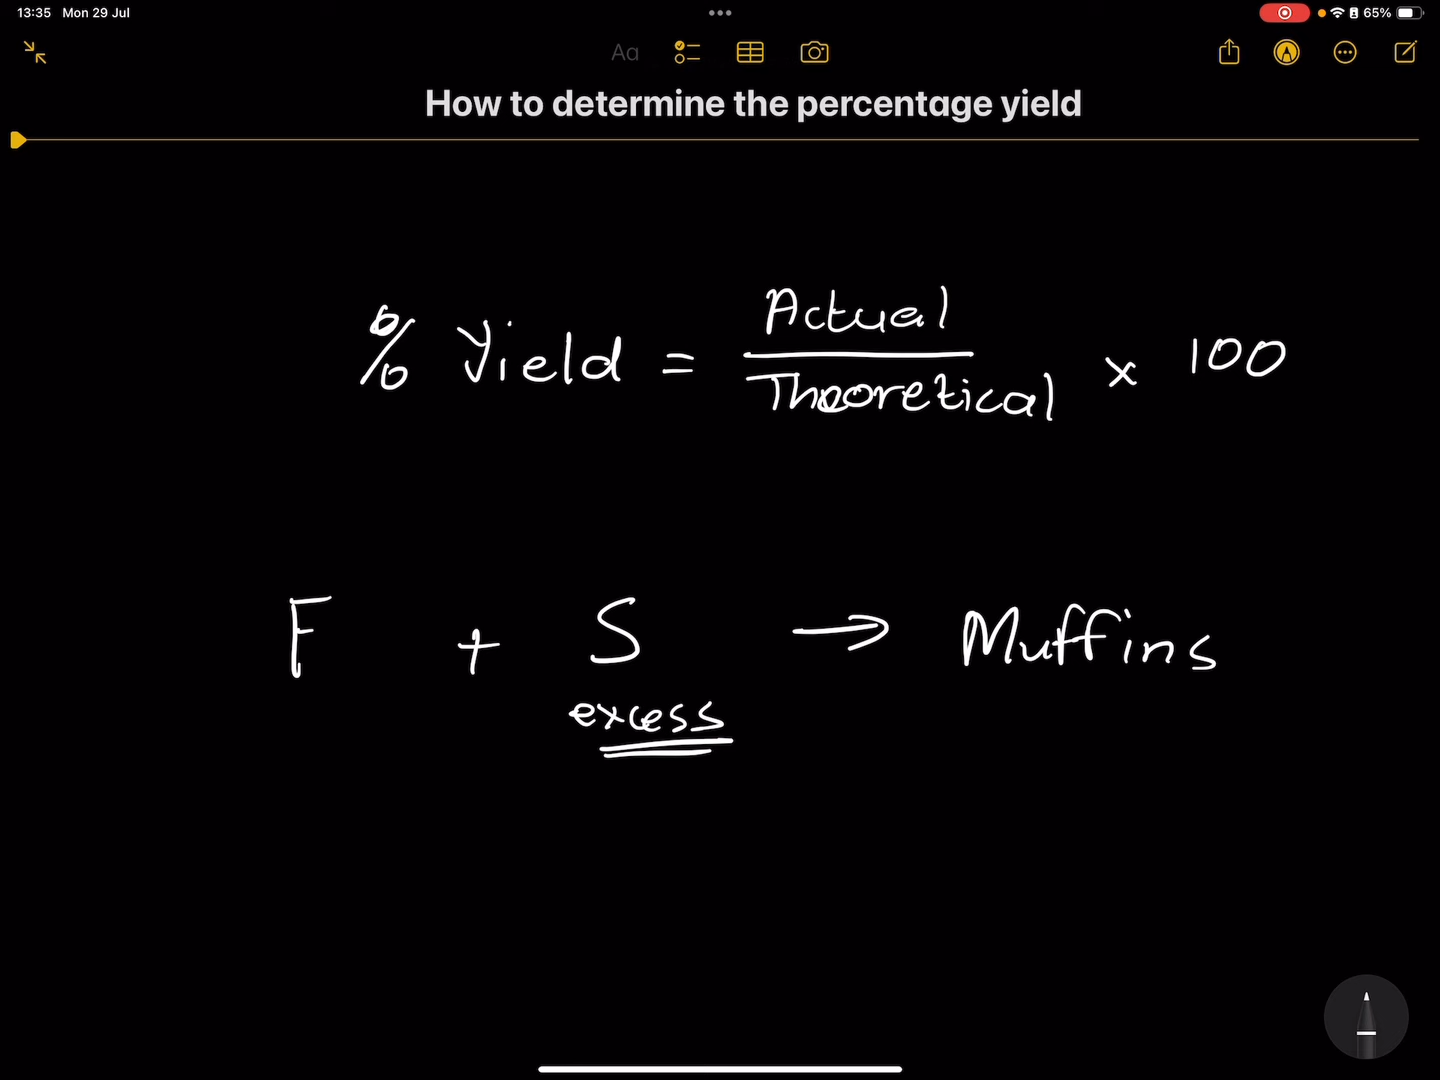 13:35 Mon 29 Jul
65%
Aa
How to determine the percentage yield
% Yield = Actual / Theoretical × 100
F + S → Muffins
excess